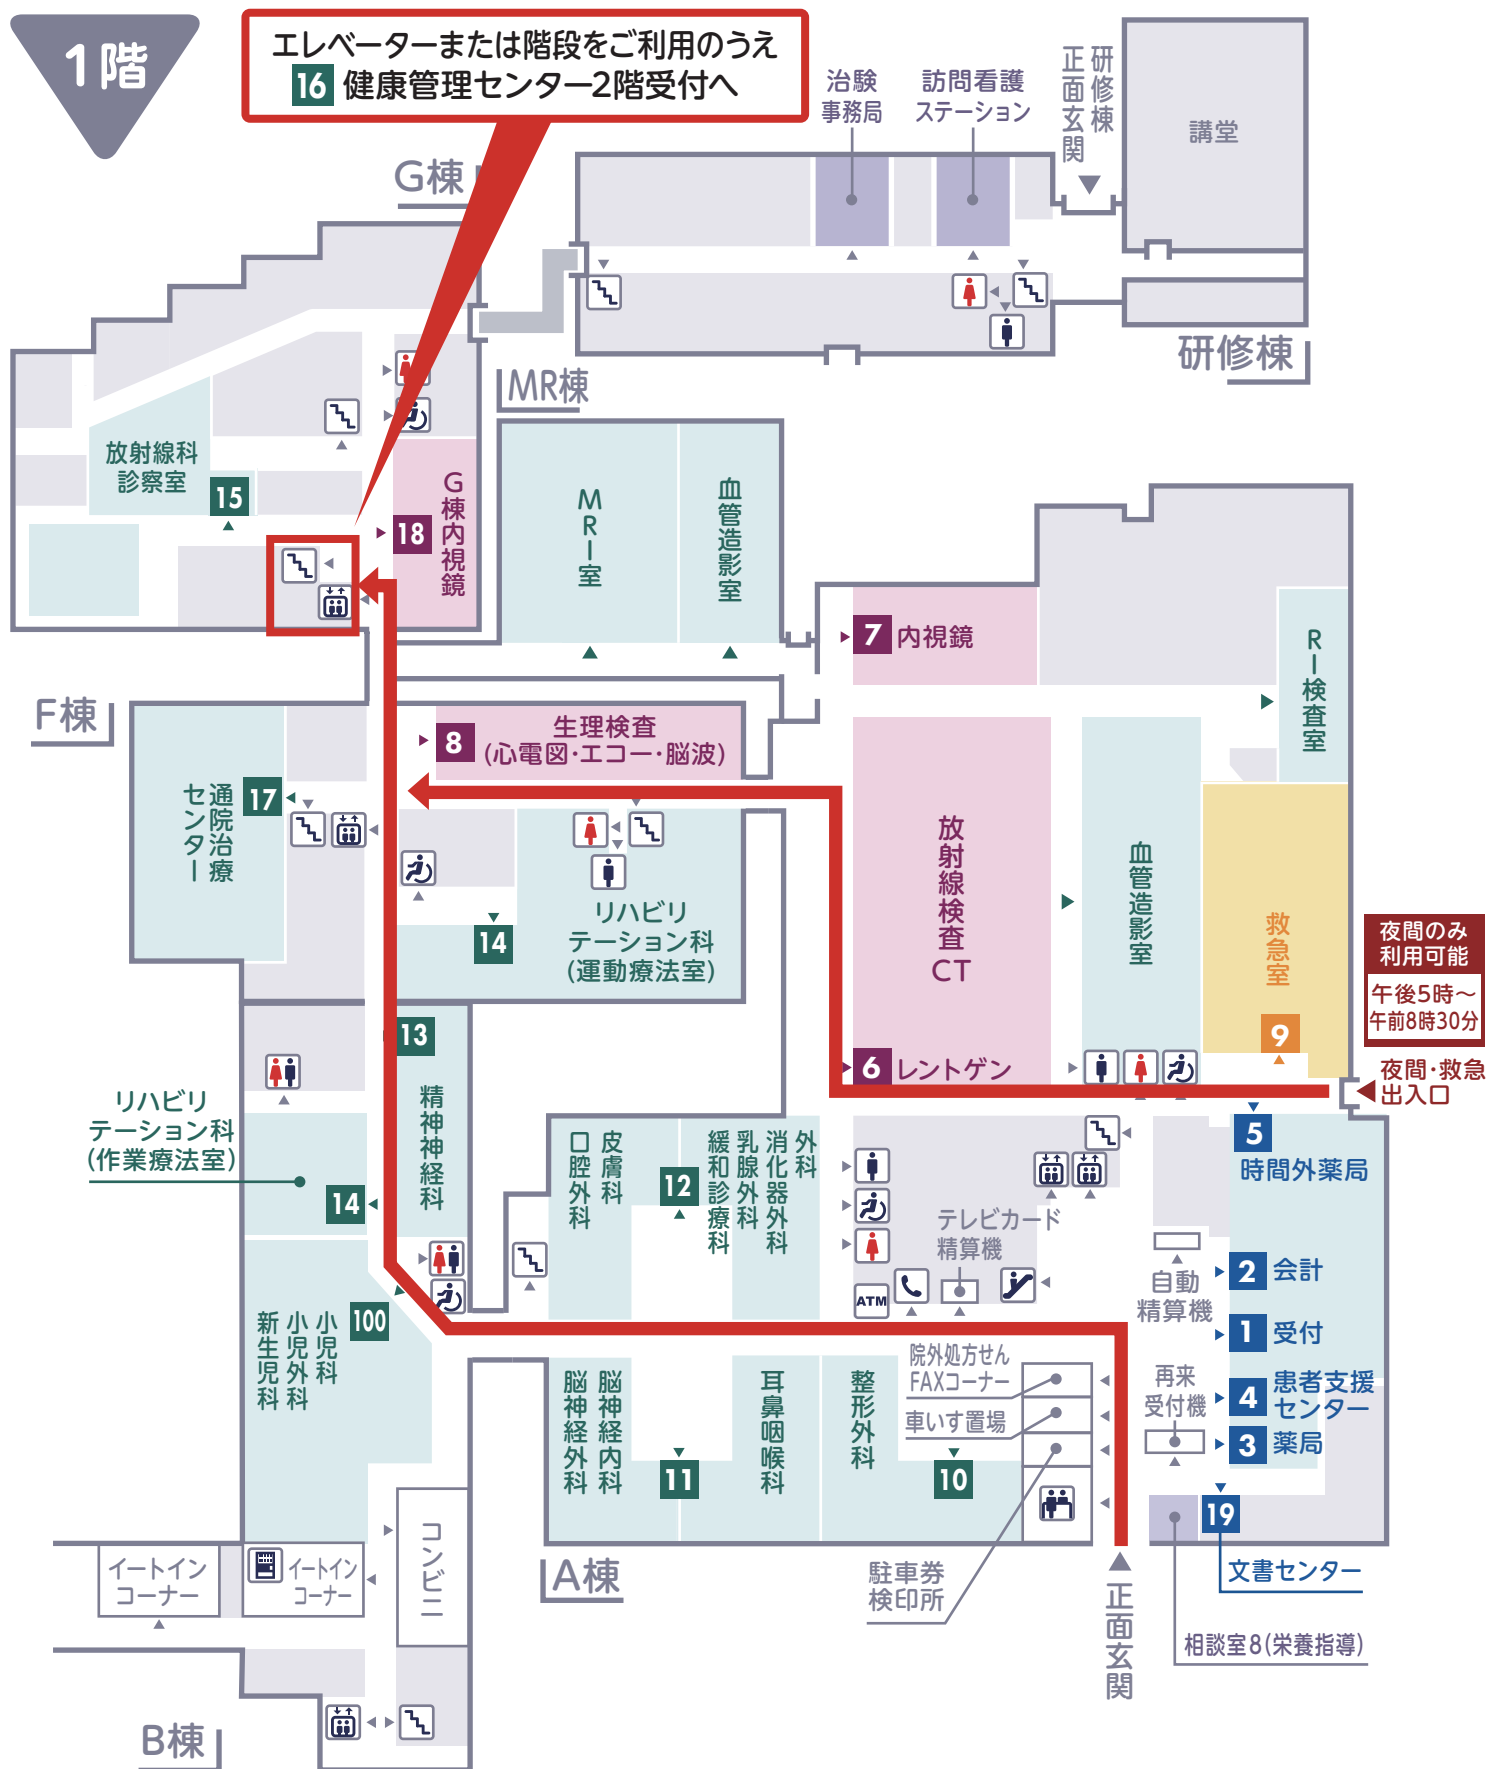 1階
エレベーターまたは階段をご利用のうえ
16 健康管理センター2階受付へ
治験
事務局
訪問看護
ステーション
研修棟
正面玄関
講堂
研修棟
G棟
MR棟
放射線科
診察室
15
18
G棟内視鏡
MRI室
血管造影室
7 内視鏡
RI検査室
F棟
8 生理検査
(心電図・エコー・脳波)
通院治療
センター
17
14
リハビリ
テーション科
(運動療法室)
放射線検査
CT
血管造影室
救急室
9
夜間のみ
利用可能
午後5時〜
午前8時30分
夜間・救急
出入口
6 レントゲン
13
精神神経科
リハビリ
テーション科
(作業療法室)
14
皮膚科
口腔外科
12
外科
消化器外科
乳腺外科
緩和診療科
5
時間外薬局
テレビカード
精算機
ATM
自動
精算機
2 会計
1 受付
4 患者支援
センター
3 薬局
再来
受付機
100
小児科
小児外科
新生児科
院外処方せん
FAXコーナー
車いす置場
脳神経内科
脳神経外科
11
耳鼻咽喉科
整形外科
10
19
文書センター
相談室8(栄養指導)
駐車券
検印所
正面玄関
A棟
コンビニ
イートイン
コーナー
イートイン
コーナー
B棟